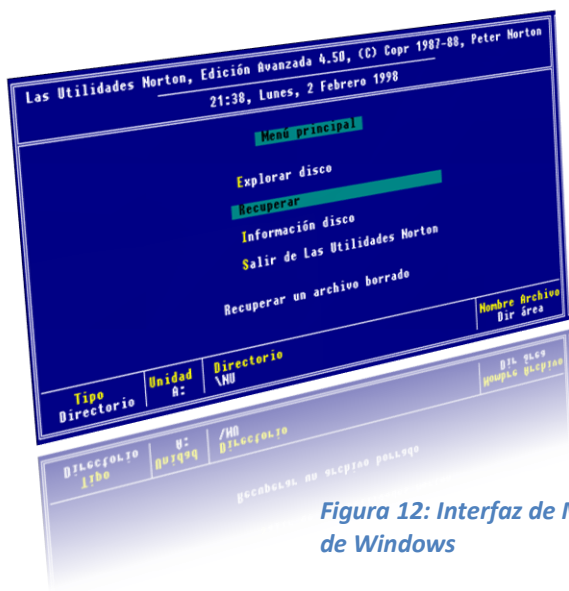 Las Utilidades Norton, Edición Avanzada 4.50, (C) Copr 1987-88, Peter Norton
21:38, Lunes, 2 Febrero 1998
Menú principal
Explorar disco
Recuperar
Información disco
Salir de Las Utilidades Norton
Recuperar un archivo borrado
Tipo Unidad Directorio Nombre Archivo
Directorio A: \NU Dir área
Figura 12: Interfaz de
de Windows